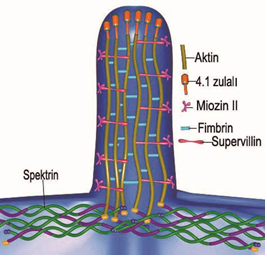 Aktin
4.1 zulalı
Miozin II
Fimbrin
Supervillin
Spektrin